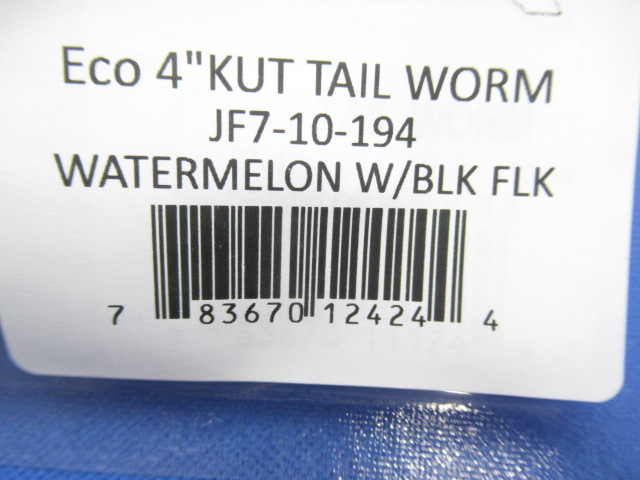 Eco 4"KUT TAIL WORM
JF7-10-194
WATERMELON W/BLK FLK
7 83670 12424 4